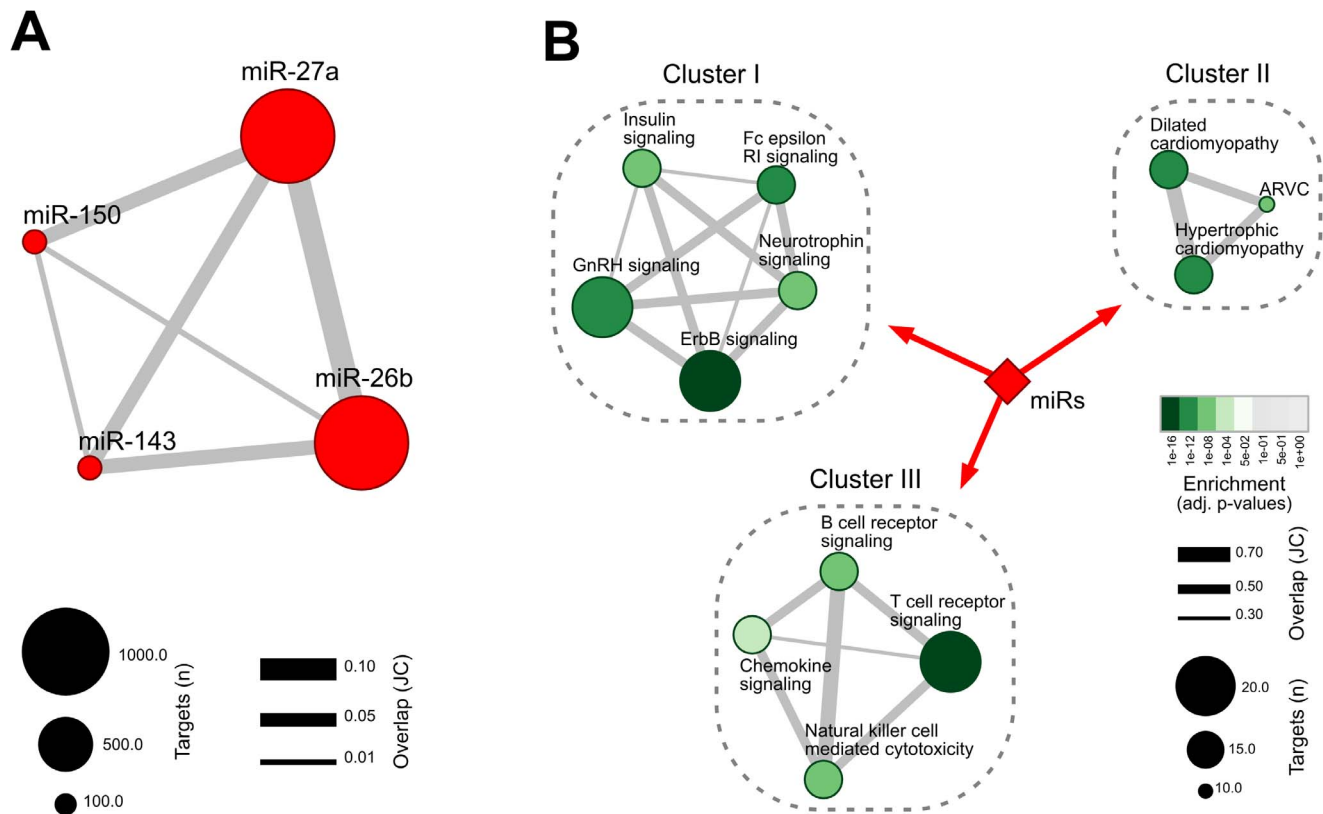 A
miR-27a
miR-150
miR-26b
miR-143
1000.0
500.0
100.0
Targets (n)
0.10
0.05
0.01
Overlap (JC)
B
Cluster I
Insulin
signaling
Fc epsilon
RI signaling
Neurotrophin
signaling
GnRH signaling
ErbB signaling
Cluster II
Dilated
cardiomyopathy
ARVC
Hypertrophic
cardiomyopathy
miRs
Cluster III
B cell receptor
signaling
T cell receptor
signaling
Chemokine
signaling
Natural killer cell
mediated cytotoxicity
1e-16
1e-12
1e-08
1e-04
5e-02
1e-01
5e-01
1e+00
Enrichment
(adj. p-values)
0.70
0.50
0.30
Overlap (JC)
20.0
15.0
10.0
Targets (n)